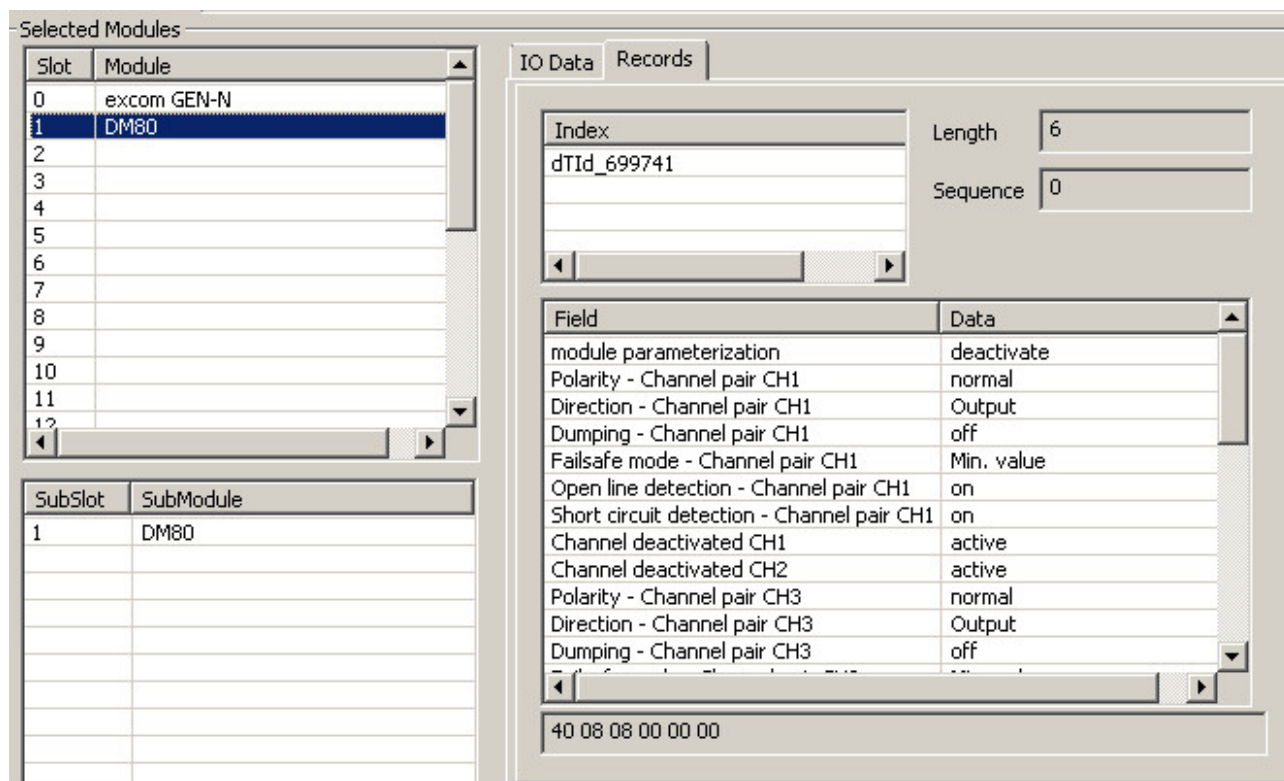 Selected Modules
Slot Module
0 excom GEN-N
1 DM80
2
3
4
5
6
7
8
9
10
11
12
SubSlot SubModule
1 DM80
IO Data Records
Index
dTId_699741
Length 6
Sequence 0
Field Data
module parameterization deactivate
Polarity - Channel pair CH1 normal
Direction - Channel pair CH1 Output
Dumping - Channel pair CH1 off
Failsafe mode - Channel pair CH1 Min. value
Open line detection - Channel pair CH1 on
Short circuit detection - Channel pair CH1 on
Channel deactivated CH1 active
Channel deactivated CH2 active
Polarity - Channel pair CH3 normal
Direction - Channel pair CH3 Output
Dumping - Channel pair CH3 off
40 08 08 00 00 00